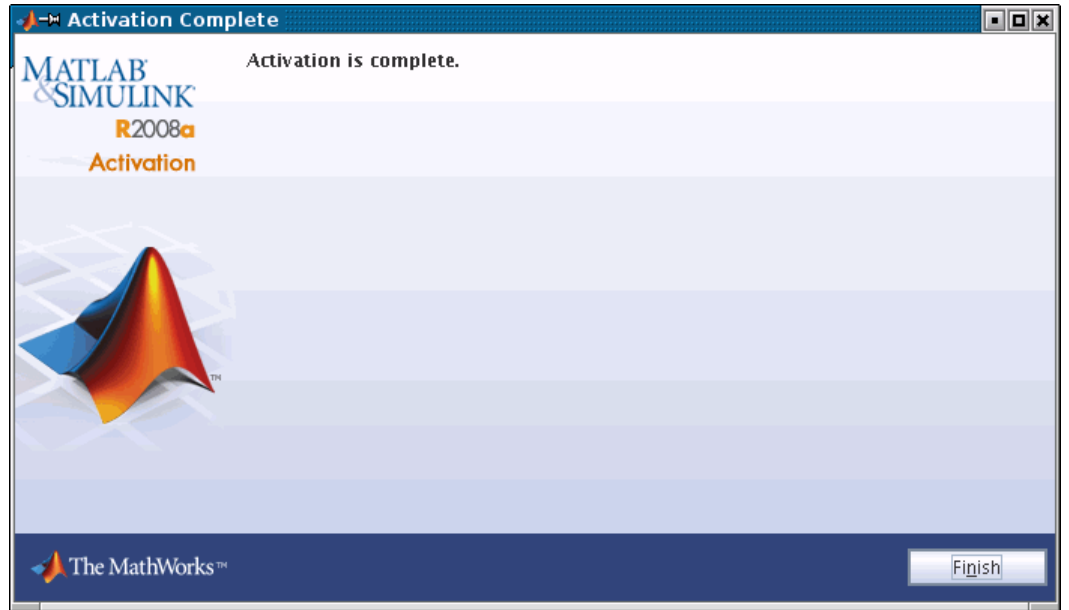 Activation Complete
Activation is complete.
MATLAB®
&SIMULINK®
R2008a
Activation
TM
The MathworksTM
Finish